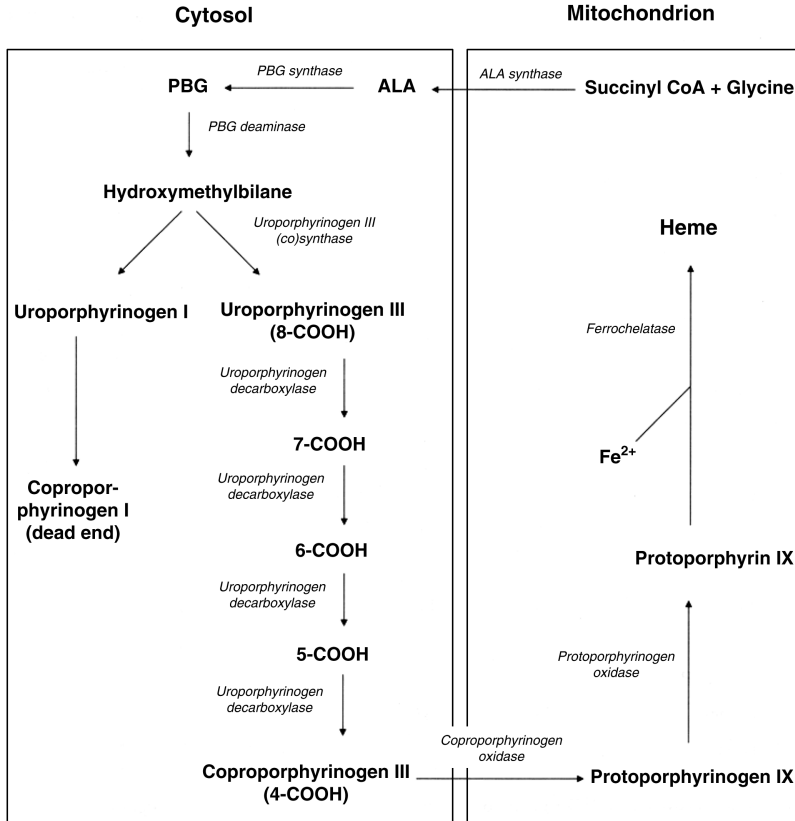 Cytosol
Mitochondrion
PBG synthase
ALA synthase
PBG
ALA
Succinyl CoA + Glycine
PBG deaminase
Hydroxymethylbilane
Uroporphyrinogen III
(co)synthase
Heme
Uroporphyrinogen I
Uroporphyrinogen III
(8-COOH)
Ferrochelatase
Uroporphyrinogen
decarboxylase
7-COOH
Fe2+
Uroporphyrinogen
decarboxylase
Copropor-
phyrinogen I
(dead end)
6-COOH
Protoporphyrin IX
Uroporphyrinogen
decarboxylase
5-COOH
Protoporphyrinogen
oxidase
Uroporphyrinogen
decarboxylase
Coproporphyrinogen
oxidase
Coproporphyrinogen III
(4-COOH)
Protoporphyrinogen IX